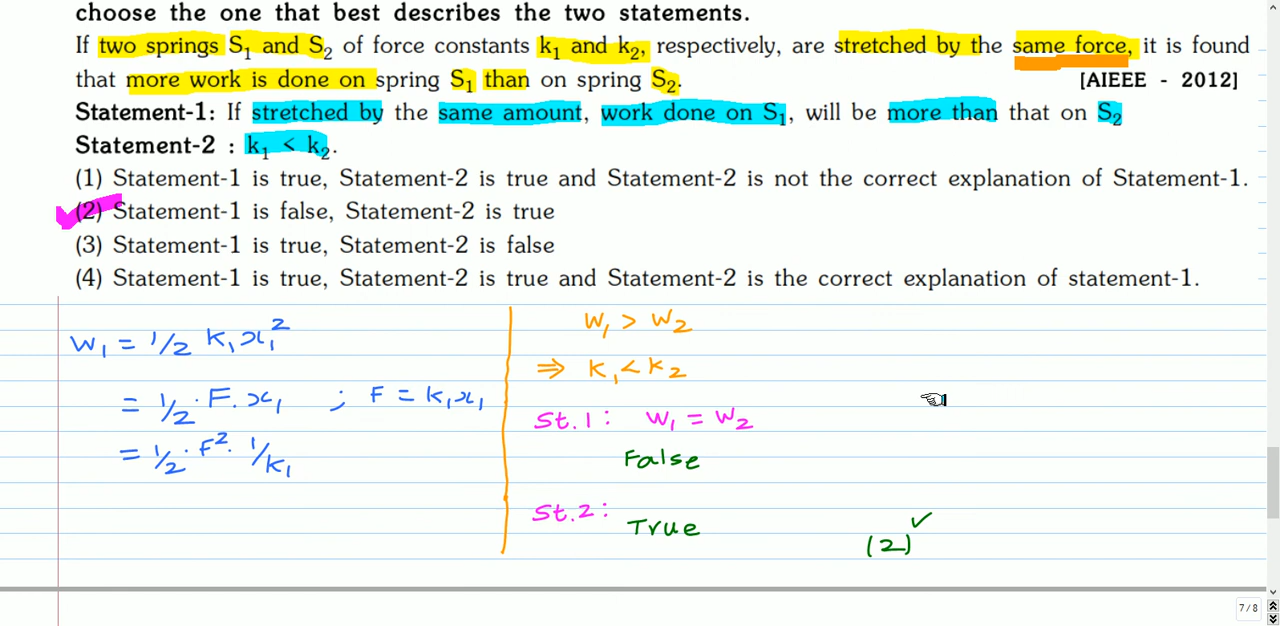 choose the one that best describes the two statements.
If two springs S₁ and S₂ of force constants k₁ and k₂, respectively, are stretched by the same force, it is found
that more work is done on spring S₁ than on spring S₂.
[AIEEE - 2012]
Statement-1: If stretched by the same amount, work done on S₁, will be more than that on S₂
Statement-2 : k₁ < k₂.
(1) Statement-1 is true, Statement-2 is true and Statement-2 is not the correct explanation of Statement-1.
(2) Statement-1 is false, Statement-2 is true
(3) Statement-1 is true, Statement-2 is false
(4) Statement-1 is true, Statement-2 is true and Statement-2 is the correct explanation of statement-1.
W₁ = 1/2 K₁x₁²
= 1/2 · F. x₁ ; F = K₁x₁
= 1/2 · F² · 1/K₁
W₁ > W₂
⇒ K₁ < K₂
St.1: W₁ = W₂
False
St.2:
True
(2) ✓
7/8